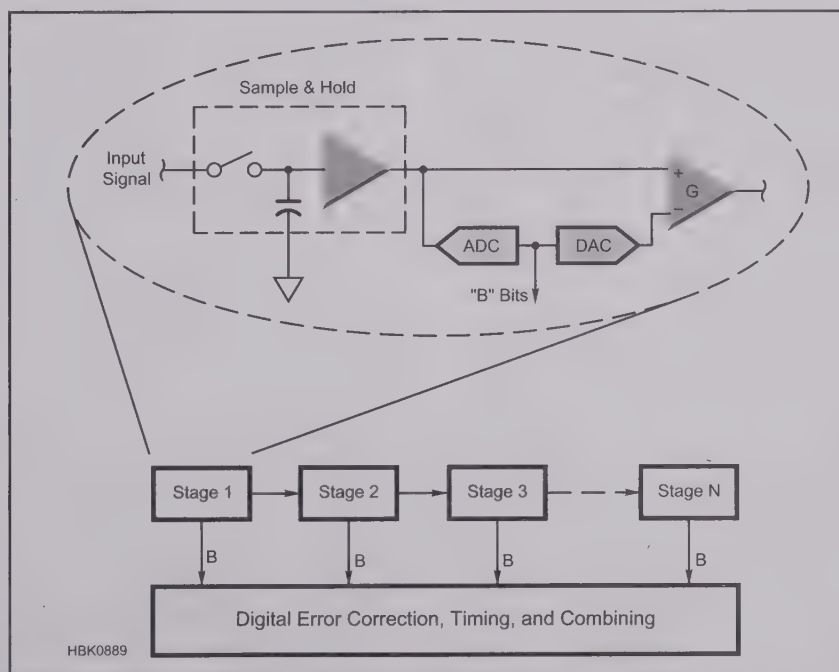 Sample & Hold
Input
Signal
+
G
−
ADC
DAC
"B" Bits
Stage 1
Stage 2
Stage 3
Stage N
B
B
B
B
Digital Error Correction, Timing, and Combining
HBK0889